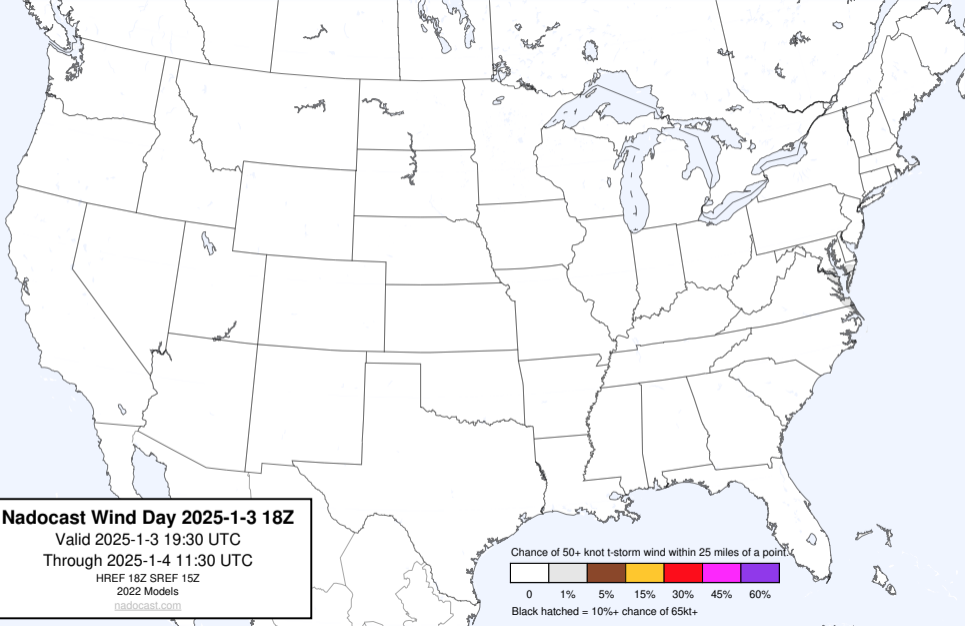 Nadocast Wind Day 2025-1-3 18Z
Valid 2025-1-3 19:30 UTC
Through 2025-1-4 11:30 UTC
HREF 18Z SREF 15Z
2022 Models
nadocast.com
Chance of 50+ knot t-storm wind within 25 miles of a point.
0 1% 5% 15% 30% 45% 60%
Black hatched = 10%+ chance of 65kt+